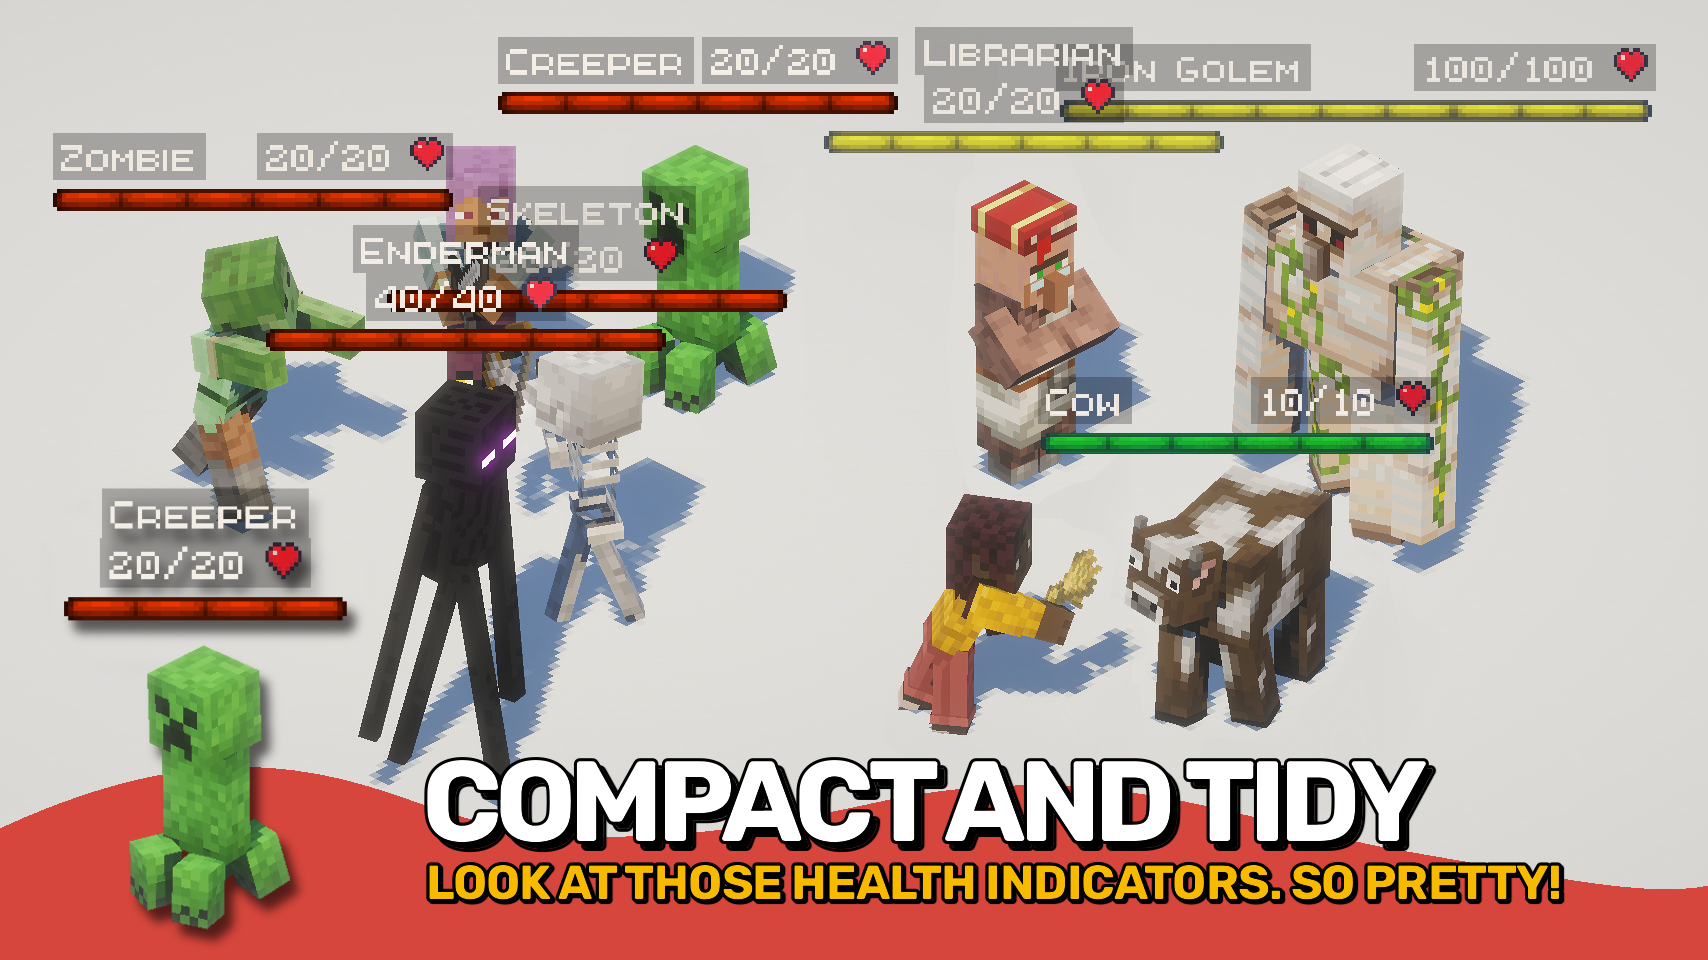 CREEPER 20/20
LIBRARIAN
20/20
IRON GOLEM 100/100
ZOMBIE 20/20
SKELETON
20
ENDERMAN
40/40
COW 10/10
CREEPER
20/20
COMPACT AND TIDY
LOOK AT THOSE HEALTH INDICATORS. SO PRETTY!